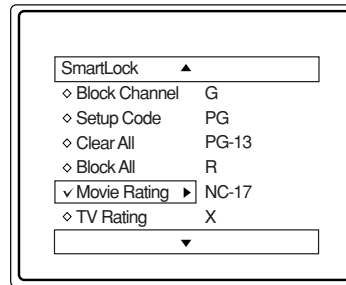 SmartLock
Block Channel G
Setup Code PG
Clear All PG-13
Block All R
Movie Rating NC-17
TV Rating X